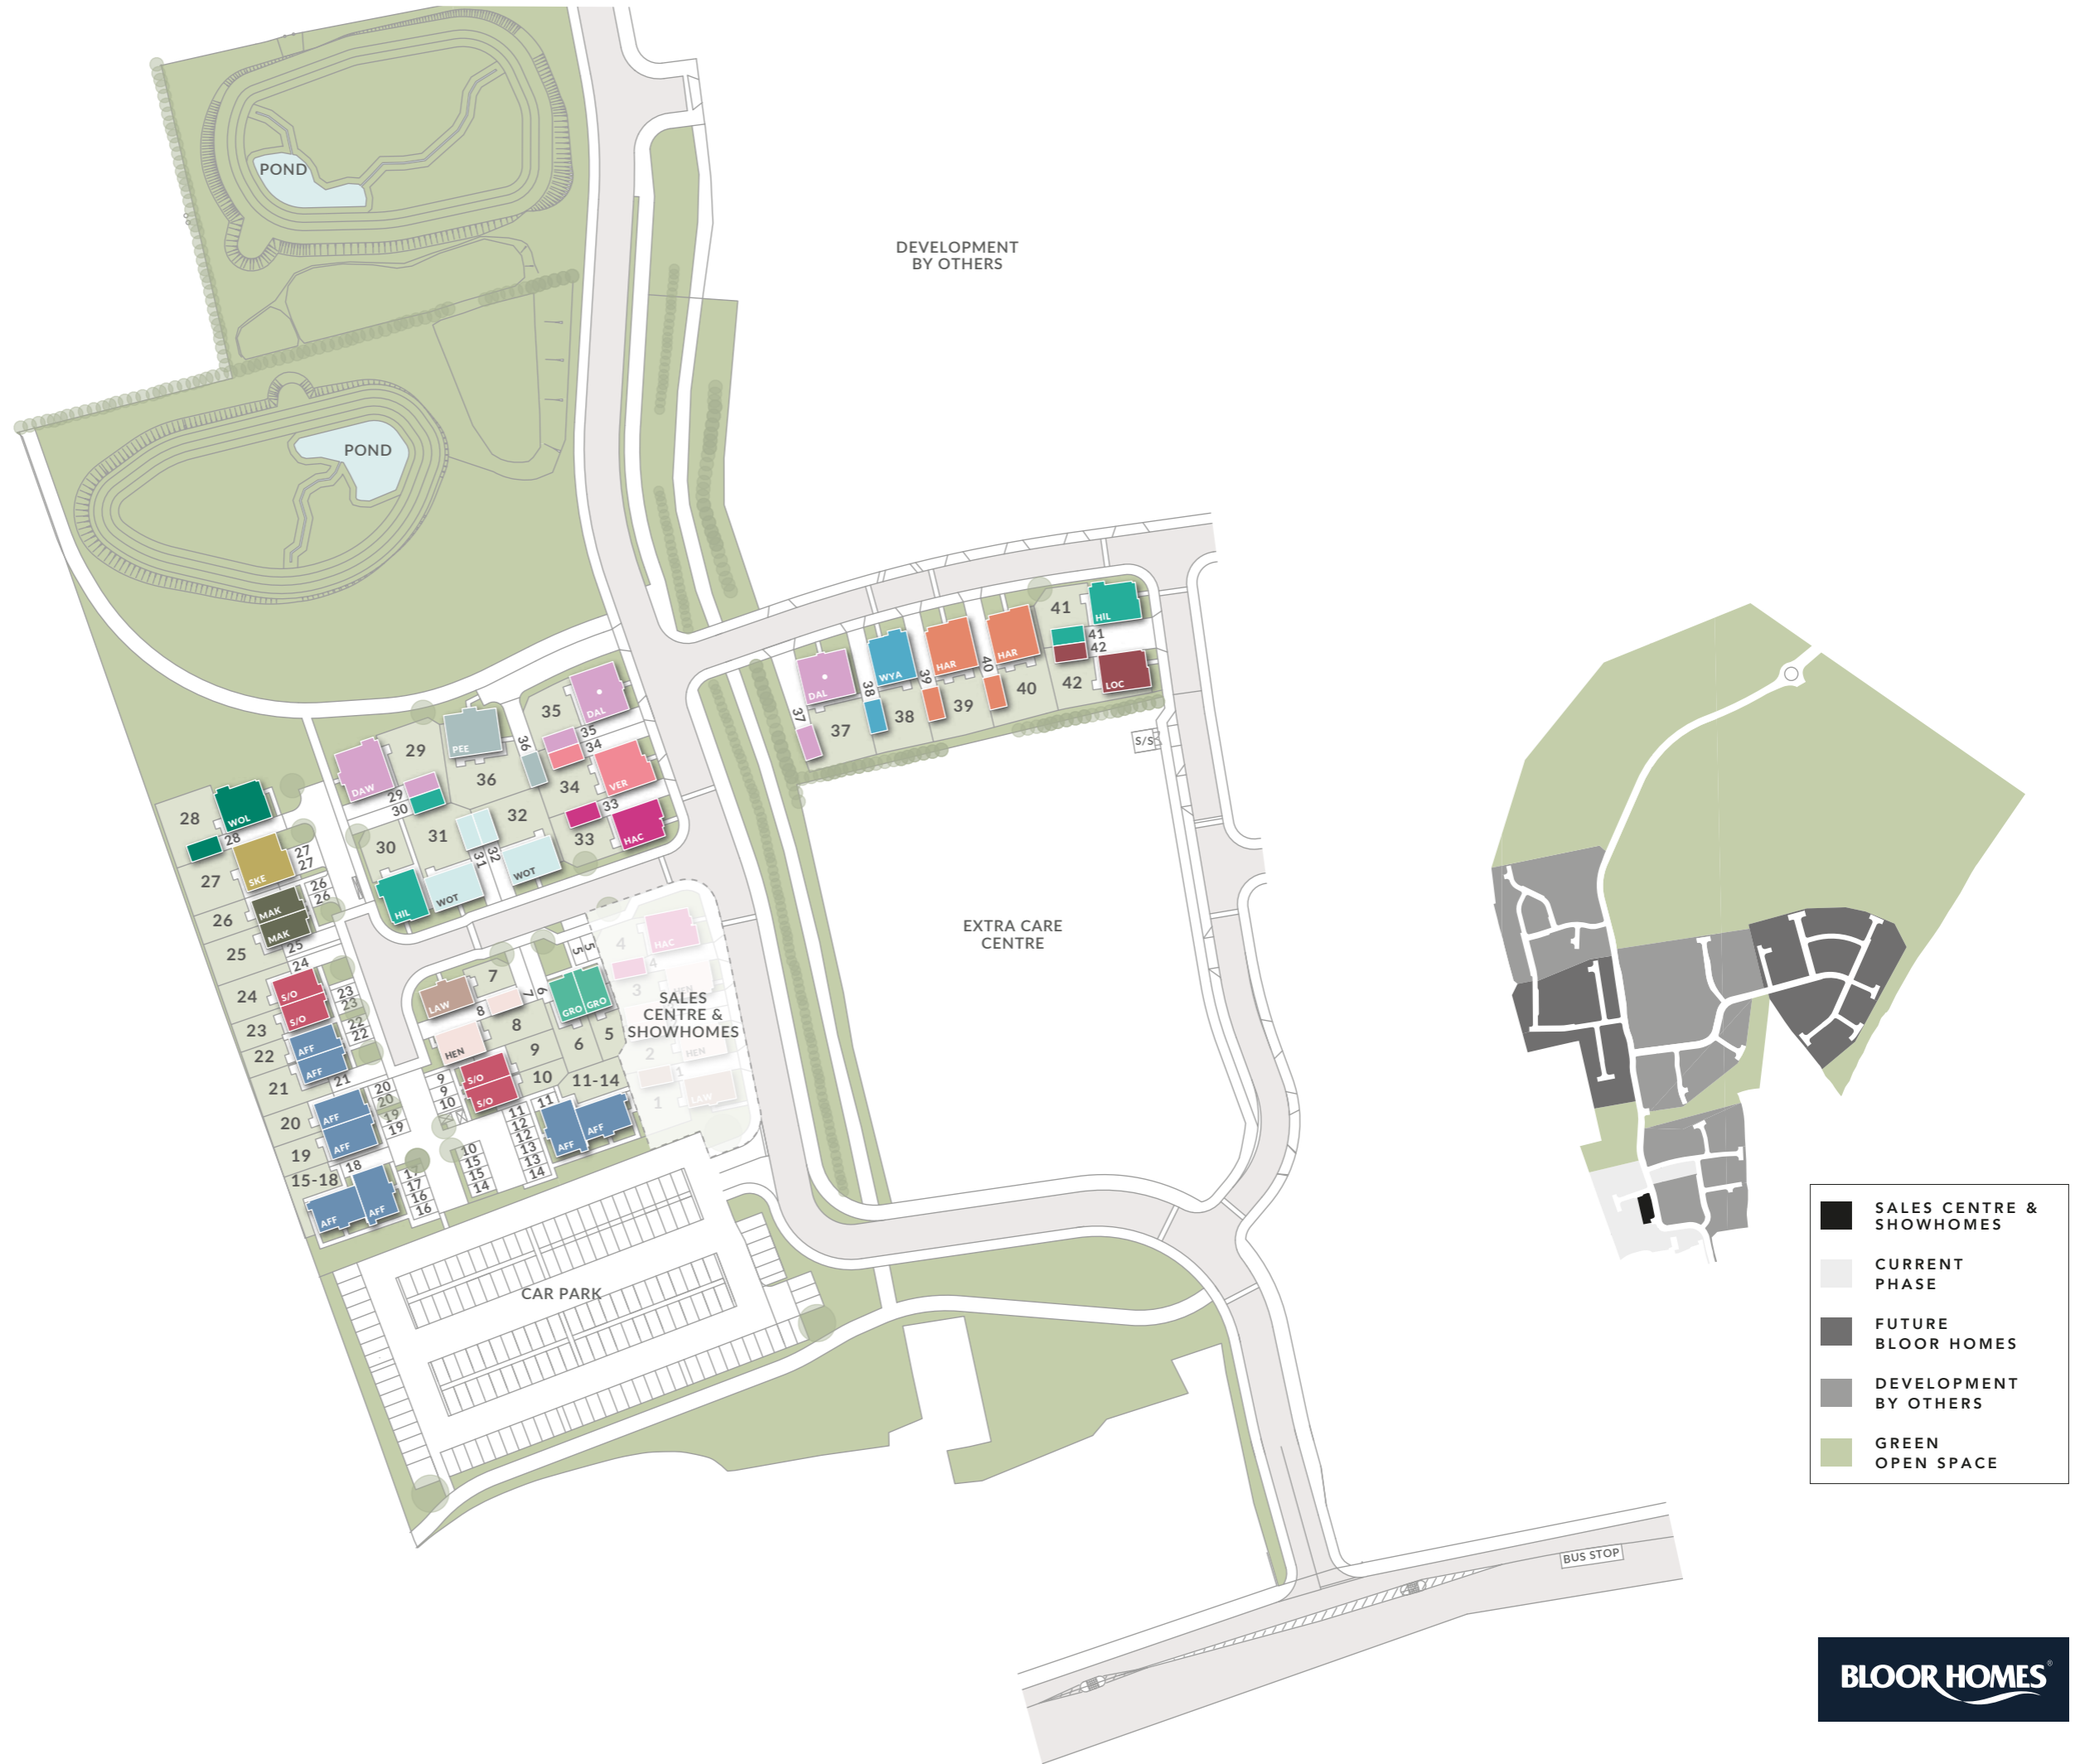 POND
DEVELOPMENT
BY OTHERS
POND
41
HIL
41
42
HAR
HAR
WYA
DAL
40
39
38
37
LOC
42
40
39
38
37
S/S
35
DAL
35
34
36
PEE
29
DAW
36
29
30
34
VER
33
32
33
HAC
31
30
31
32
WOT
WOT
HIL
28
WOL
28
27
27
SKE
27
26
26
26
MAK
MAK
25
25
24
24
S/O
S/O
23
23
23
22
22
22
AFF
AFF
21
21
20
20
20
AFF
AFF
19
19
19
18
15-18
AFF
AFF
17
17
16
16
5
5
4
HAC
4
7
7
6
LAW
8
8
GRO
GRO
3
HEN
SALES
CENTRE &
SHOWHOMES
5
6
HEN
9
2
HEN
S/O
S/O
10
11-14
1
1
LAW
9
9
10
11
11
12
12
13
13
14
AFF
AFF
10
15
15
14
EXTRA CARE
CENTRE
CAR PARK
BUS STOP
SALES CENTRE &
SHOWHOMES
CURRENT
PHASE
FUTURE
BLOOR HOMES
DEVELOPMENT
BY OTHERS
GREEN
OPEN SPACE
BLOOR HOMES®